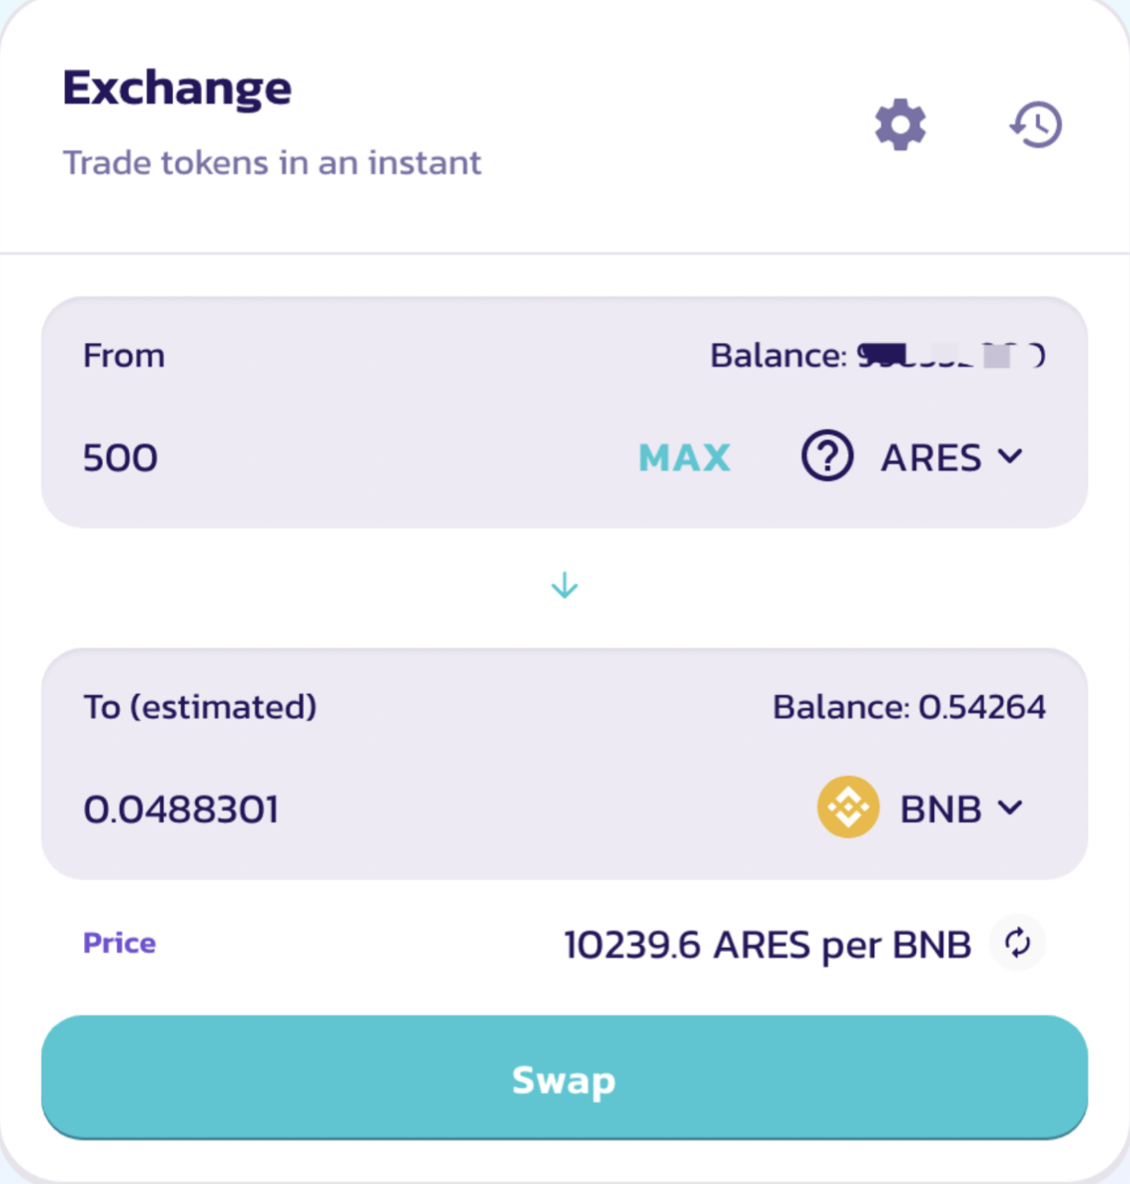 Exchange
Trade tokens in an instant
From
Balance:
500
MAX
ARES
To (estimated)
Balance: 0.54264
0.0488301
BNB
Price
10239.6 ARES per BNB
Swap